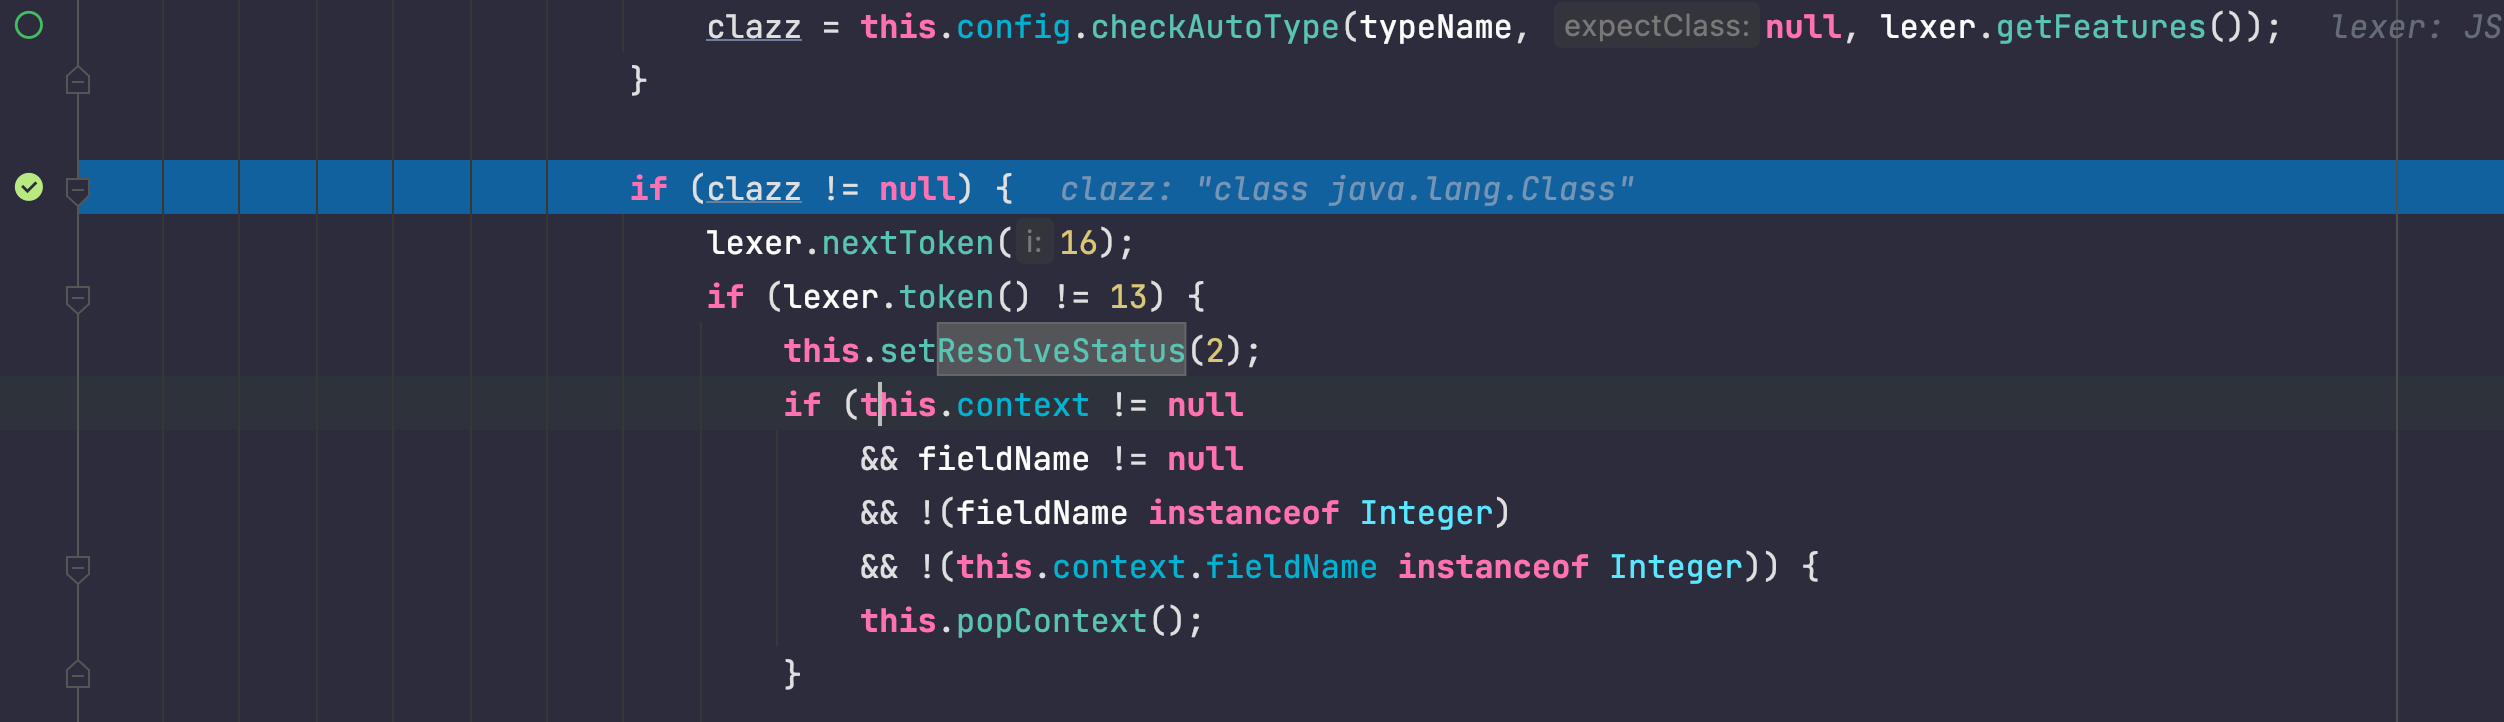 clazz = this.config.checkAutoType(typeName, expectClass: null, lexer.getFeatures()); lexer: JS
}
if (clazz != null) { clazz: "class java.lang.Class"
lexer.nextToken( i: 16);
if (lexer.token() != 13) {
this.setResolveStatus(2);
if (this.context != null
&& fieldName != null
&& !(fieldName instanceof Integer)
&& !(this.context.fieldName instanceof Integer)) {
this.popContext();
}